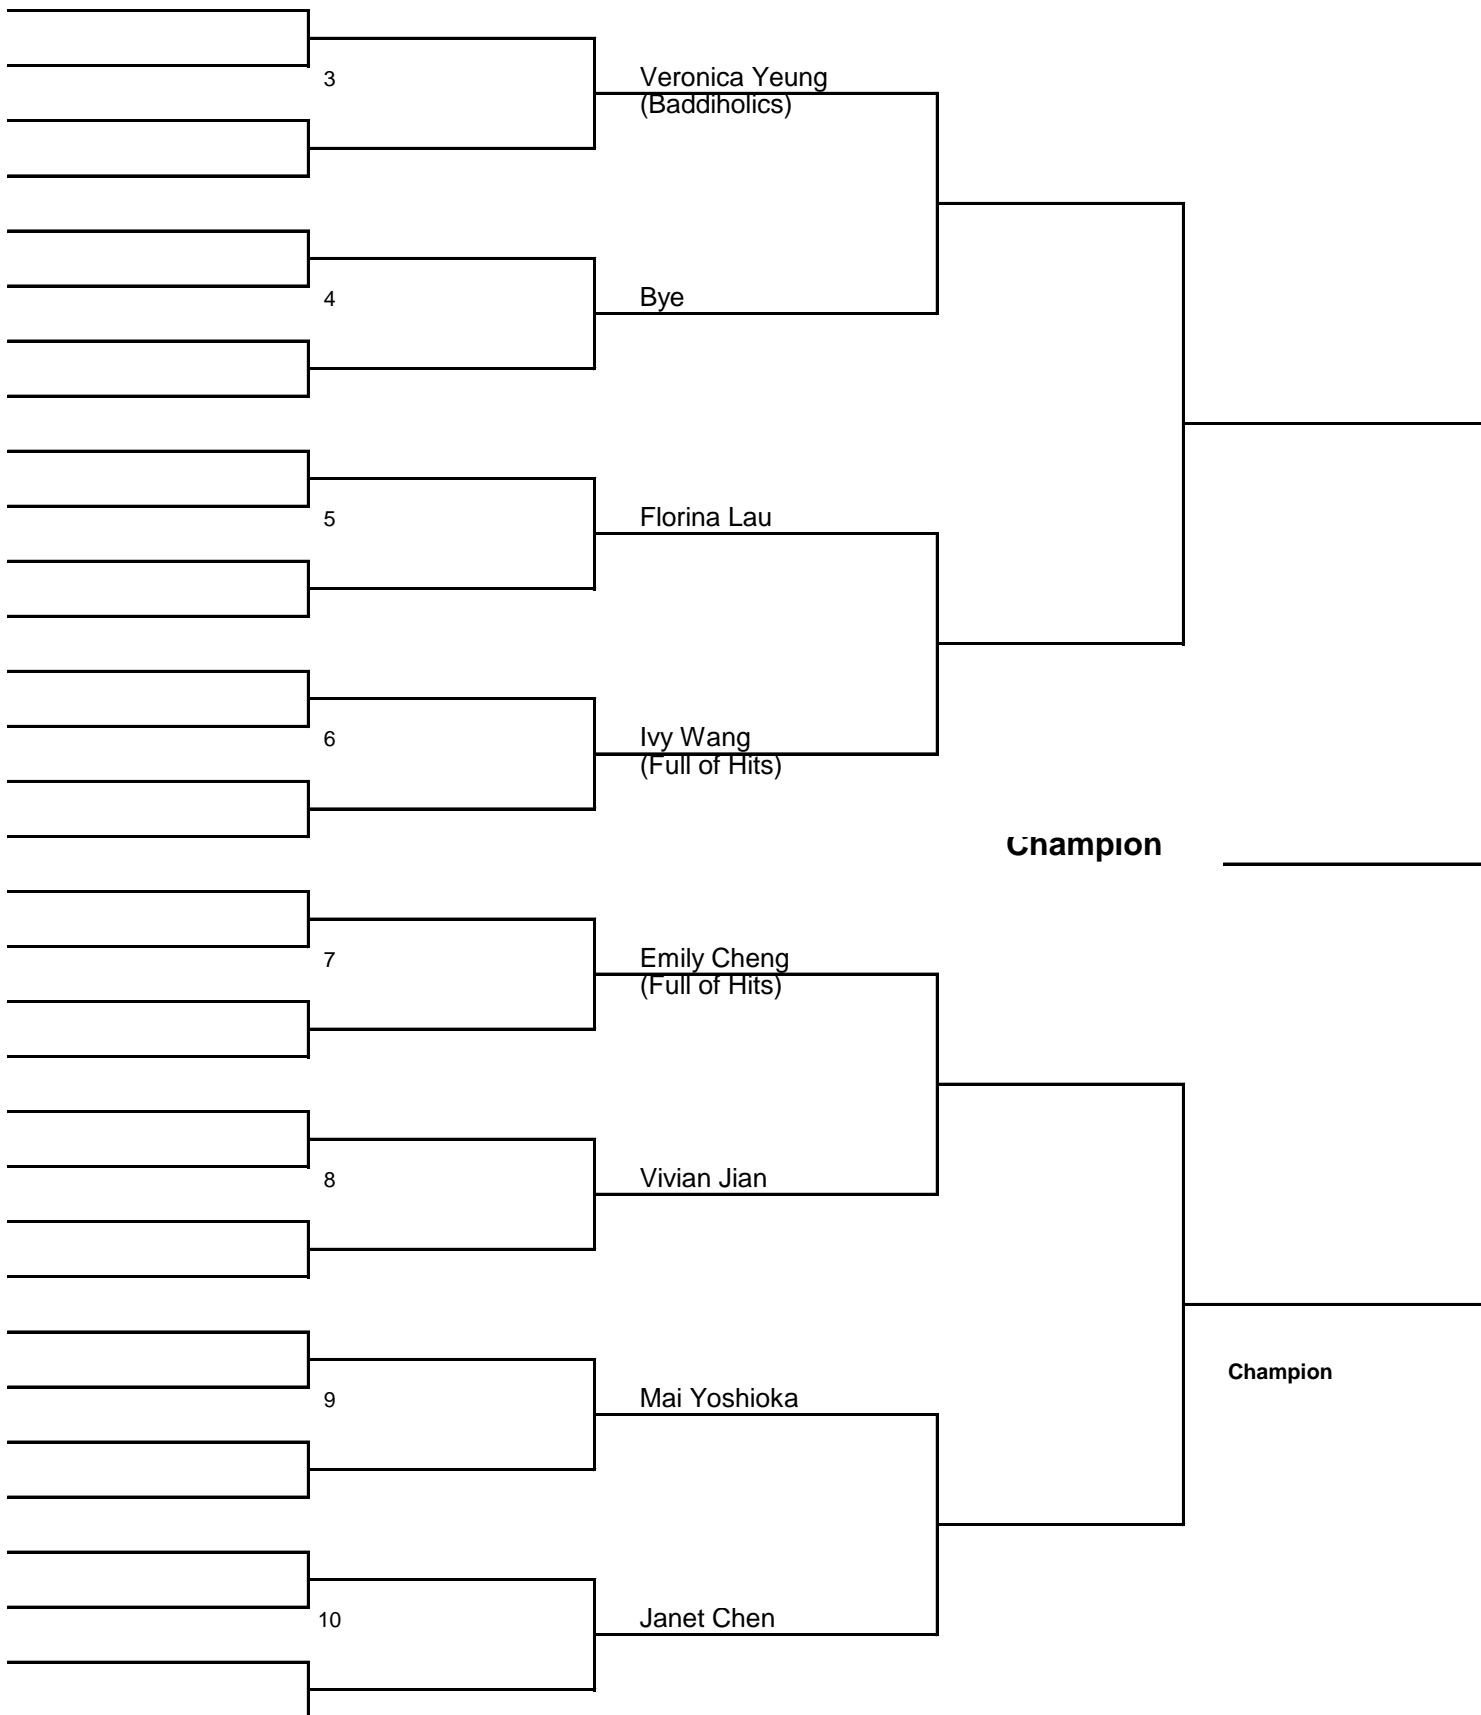 3
Veronica Yeung
(Baddiholics)
4
Bye
5
Florina Lau
6
Ivy Wang
(Full of Hits)
Champion
7
Emily Cheng
(Full of Hits)
8
Vivian Jian
Champion
9
Mai Yoshioka
10
Janet Chen